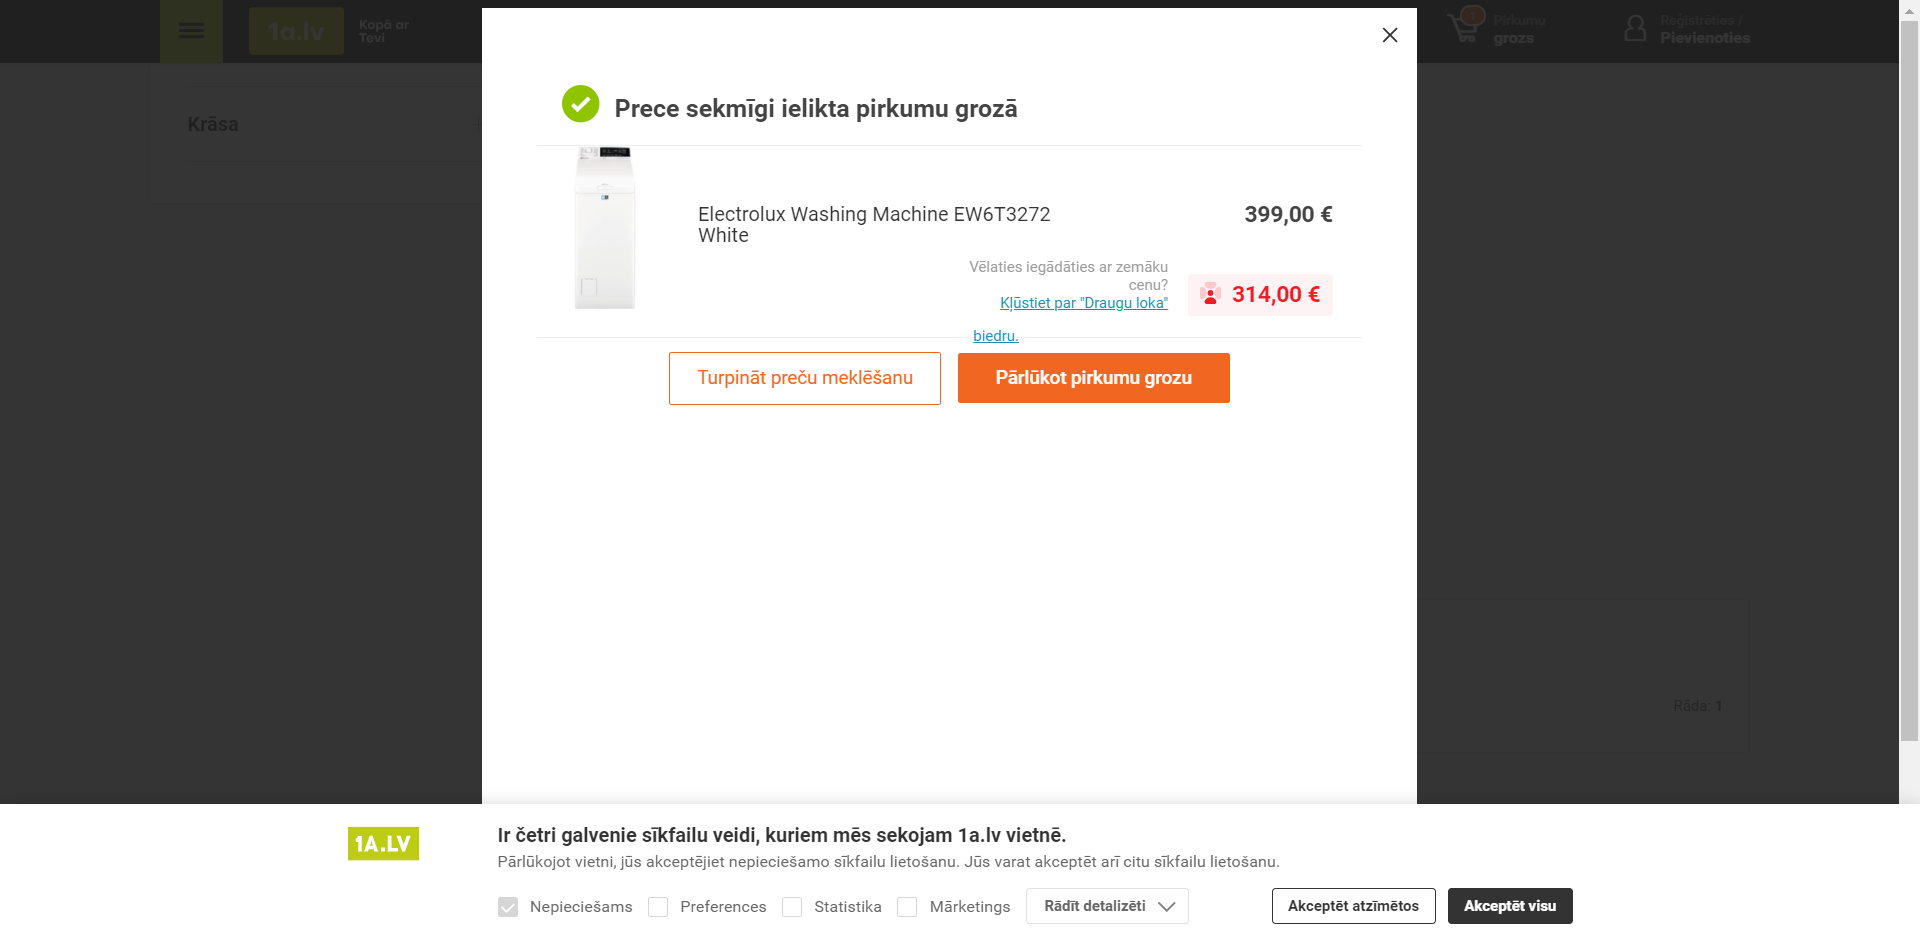 1a.lv
Kopā ar
Tevi
Pirkumu
grozs
Reģistrēties /
Pievienoties
Krāsa
Prece sekmīgi ielikta pirkumu grozā
Electrolux Washing Machine EW6T3272
White
399,00 €
Vēlaties iegādāties ar zemāku
cenu?
Kļūstiet par "Draugu loka"
biedru.
314,00 €
Turpināt preču meklēšanu
Pārlūkot pirkumu grozu
Rāda: 1
1A.LV
Ir četri galvenie sīkfailu veidi, kuriem mēs sekojam 1a.lv vietnē.
Pārlūkojot vietni, jūs akceptējiet nepieciešamo sīkfailu lietošanu. Jūs varat akceptēt arī citu sīkfailu lietošanu.
Nepieciešams
Preferences
Statistika
Mārketings
Rādīt detalizēti
Akceptēt atzīmētos
Akceptēt visu